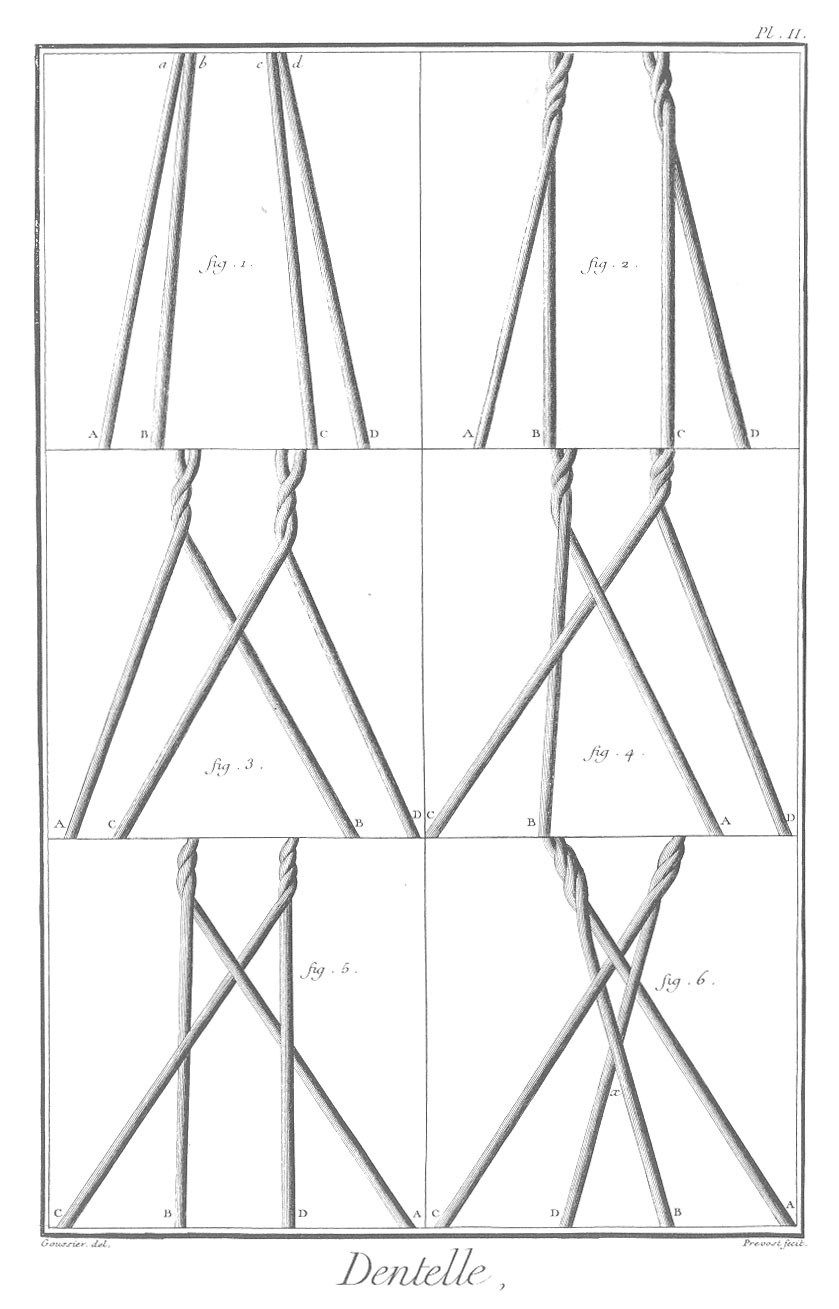 Pl. II.
a b c d
fig. 1.
A B C D
fig. 2.
A B C D
fig. 3.
A C B D
fig. 4.
C B A D
fig. 5.
C B D A
fig. 6.
x
C D B A
Goussier del.
Prevost fecit.
Dentelle,